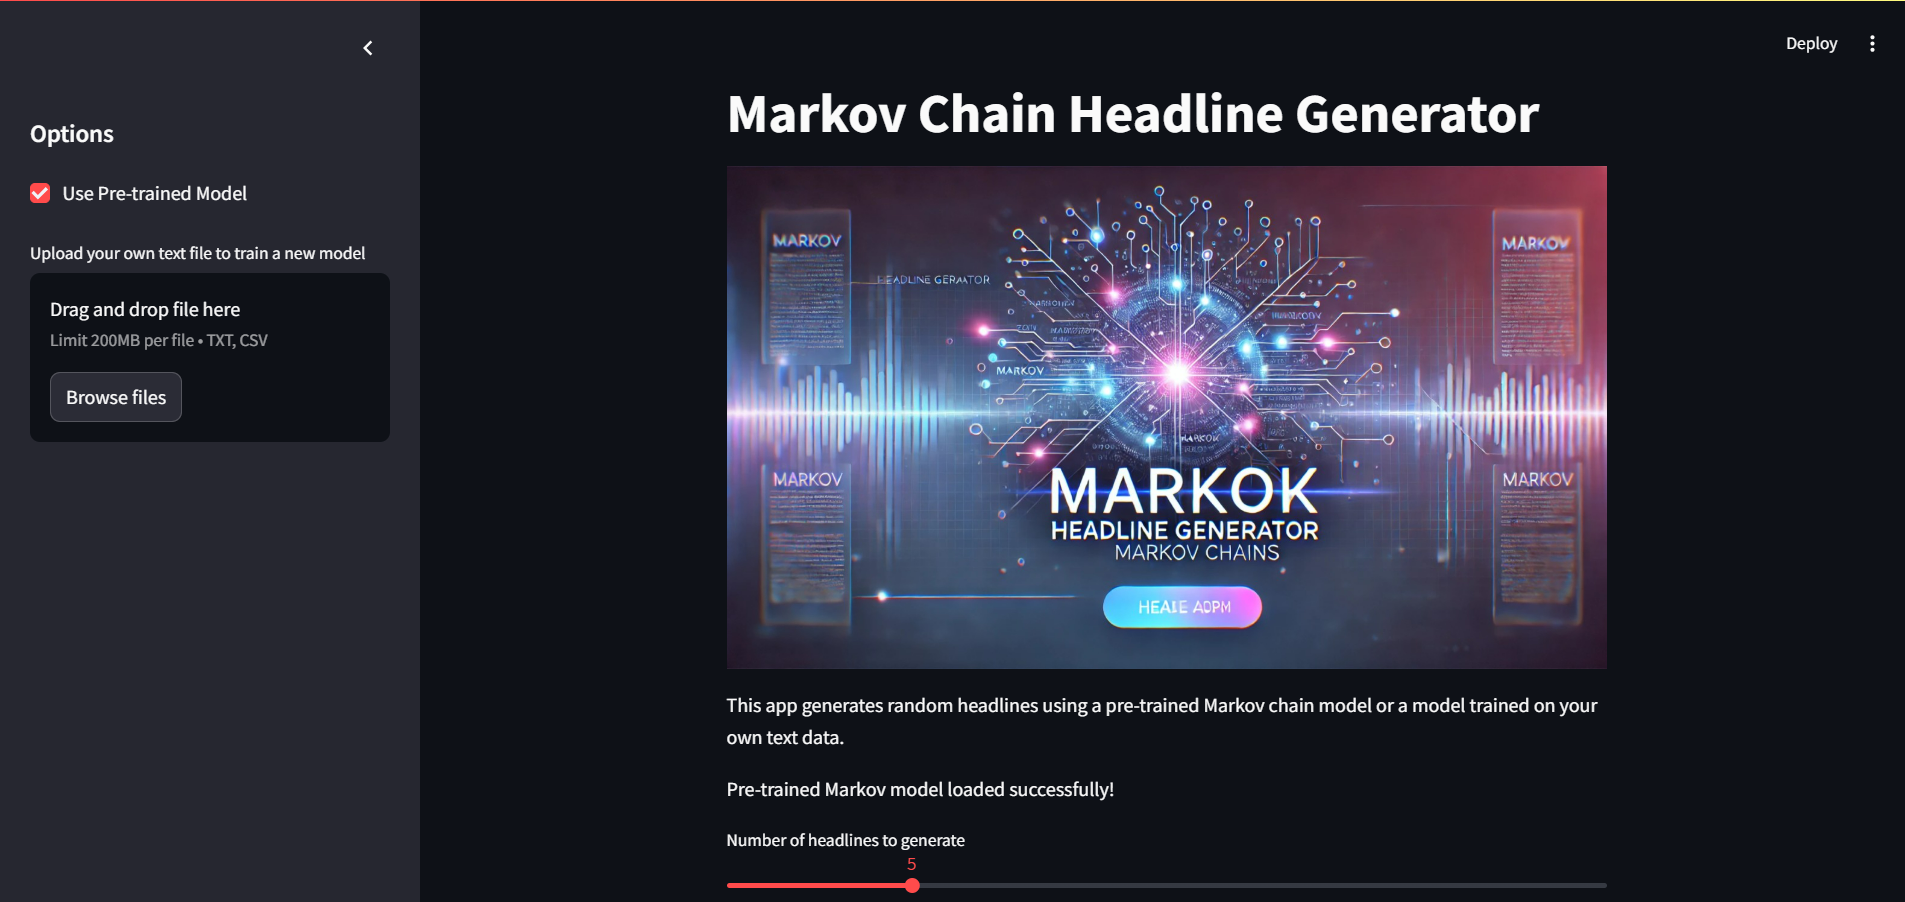 Deploy
Options
Use Pre-trained Model
Upload your own text file to train a new model
Drag and drop file here
Limit 200MB per file • TXT, CSV
Browse files
Markov Chain Headline Generator
MARKOV
MARKOV
HEADLINE GERMATOR
MARKOV
MARKOV
MARKOV
MARKOK
HEADLINE GENERATOR
MARKOV CHAINS
This app generates random headlines using a pre-trained Markov chain model or a model trained on your
own text data.
Pre-trained Markov model loaded successfully!
Number of headlines to generate
5